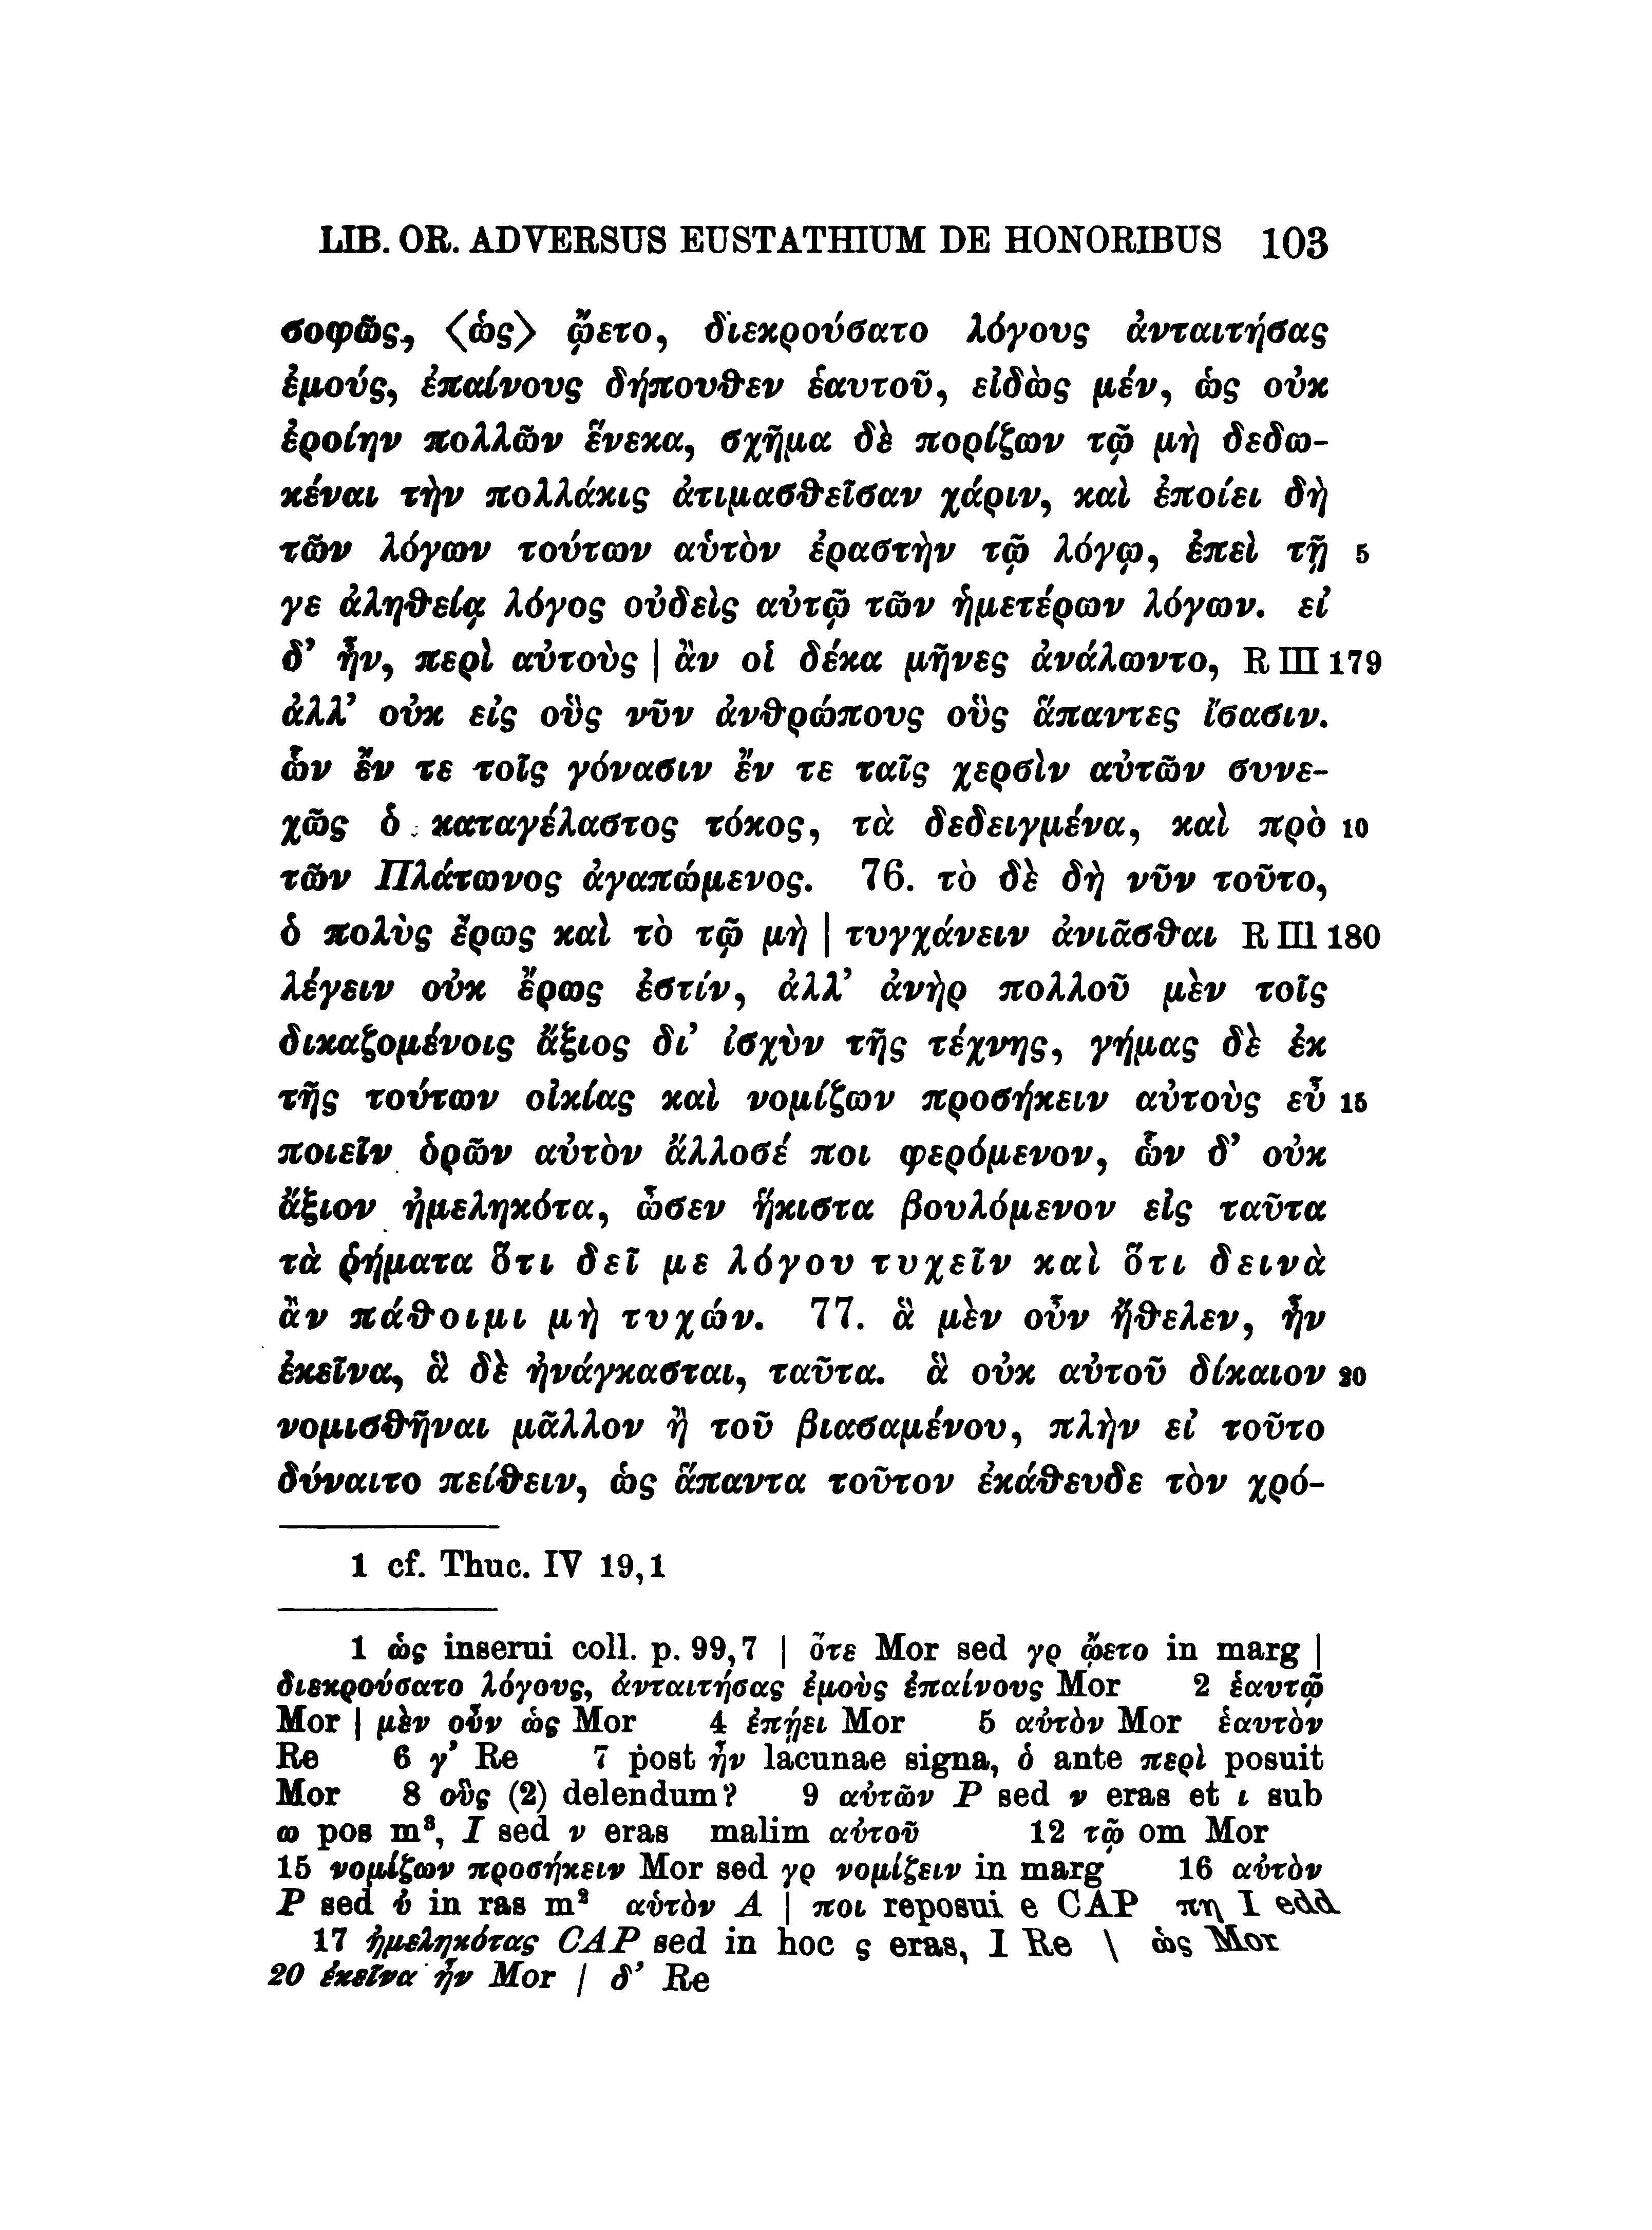 LIB. OR. ADVERSUS EUSTATHIUM DE HONORIBUS 103
σοφῶς, ⟨ὡς⟩ ᾤετο, διεκρούσατο λόγους ἀνταιτήσας
ἐμούς, ἐπαίνους δήπουθεν ἑαυτοῦ, εἰδὼς μέν, ὡς οὐκ
ἐροίην πολλῶν ἕνεκα, σχῆμα δὲ πορίζων τῷ μὴ δεδω-
κέναι τὴν πολλάκις ἀτιμασθεῖσαν χάριν, καὶ ἐποίει δὴ
τῶν λόγων τούτων αὑτὸν ἐραστὴν τῷ λόγῳ, ἐπεὶ τῇ 5
γε ἀληθείᾳ λόγος οὐδεὶς αὐτῷ τῶν ἡμετέρων λόγων. εἰ
δ’ ἦν, περὶ αὐτοὺς | ἂν οἱ δέκα μῆνες ἀνάλωντο, R III 179
ἀλλ’ οὐκ εἰς οὓς νῦν ἀνθρώπους οὓς ἅπαντες ἴσασιν.
ὧν ἔν τε τοῖς γόνασιν ἔν τε ταῖς χερσὶν αὐτῶν συνε-
χῶς ὁ καταγέλαστος τόκος, τὰ δεδειγμένα, καὶ πρὸ 10
τῶν Πλάτωνος ἀγαπώμενος. 76. τὸ δὲ δὴ νῦν τοῦτο,
ὁ πολὺς ἔρως καὶ τὸ τῷ μὴ | τυγχάνειν ἀνιᾶσθαι R III 180
λέγειν οὐκ ἔρως ἐστίν, ἀλλ’ ἀνὴρ πολλοῦ μὲν τοῖς
δικαζομένοις ἄξιος δι’ ἰσχὺν τῆς τέχνης, γήμας δὲ ἐκ
τῆς τούτων οἰκίας καὶ νομίζων προσήκειν αὐτοὺς εὖ 15
ποιεῖν ὁρῶν αὐτὸν ἄλλοσέ ποι φερόμενον, ὧν δ’ οὐκ
ἄξιον ἠμεληκότα, ὦσεν ἥκιστα βουλόμενον εἰς ταῦτα
τὰ ῥήματα ὅτι δεῖ με λόγου τυχεῖν καὶ ὅτι δεινὰ
ἂν πάθοιμι μὴ τυχών. 77. ἃ μὲν οὖν ἤθελεν, ἦν
ἐκεῖνα, ἃ δὲ ἠνάγκασται, ταῦτα. ἃ οὐκ αὐτοῦ δίκαιον 20
νομισθῆναι μᾶλλον ἢ τοῦ βιασαμένου, πλὴν εἰ τοῦτο
δύναιτο πείθειν, ὡς ἅπαντα τοῦτον ἐκάθευδε τὸν χρό-
1 cf. Thuc. IV 19,1
1 ὡς inserui coll. p. 99,7 | ὅτε Mor sed γρ ᾤετο in marg |
διεκρούσατο λόγους, ἀνταιτήσας ἐμοὺς ἐπαίνους Mor 2 ἑαυτῷ
Mor | μὲν οὖν ὡς Mor 4 ἐπῄει Mor 5 αὐτὸν Mor ἑαυτὸν
Re 6 γ’ Re 7 post ἦν lacunae signa, ὁ ante περὶ posuit
Mor 8 οὓς (2) delendum? 9 αὐτῶν P sed ν eras et ι sub
ω pos m³, I sed ν eras malim αὑτοῦ 12 τῷ om Mor
15 νομίζων προσήκειν Mor sed γρ νομίζειν in marg 16 αὐτὸν
P sed ὐ in ras m² αὑτὸν A | ποι reposui e CAP πη I edd.
17 ἠμεληκότας CAP sed in hoc ς eras, I Re | ὡς Mor
20 ἐκεῖνα ἦν Mor | δ’ Re